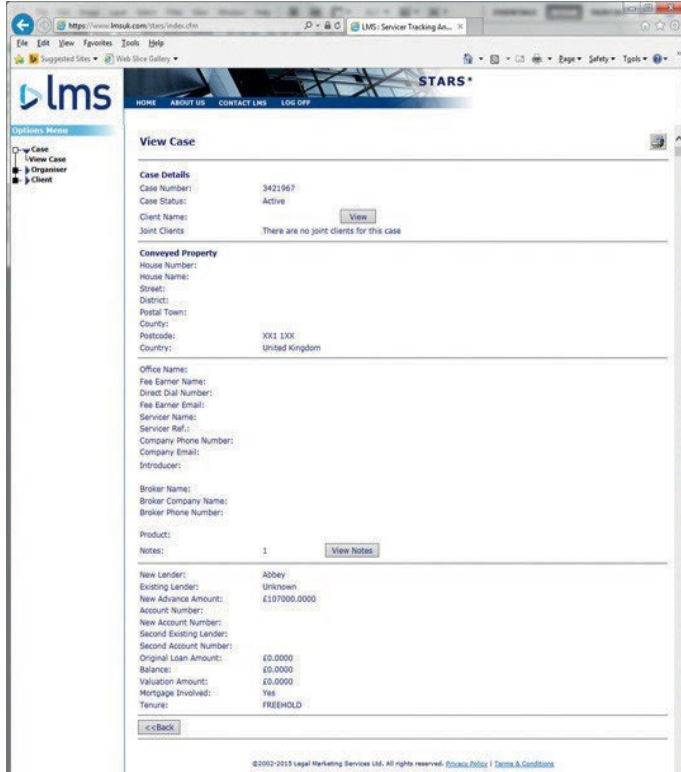 https://www.lmsuk.com/stars/index.cfm
LMS : Servicer Tracking An...
File Edit View Favorites Tools Help
Suggested Sites Web Slice Gallery
Page Safety Tools
lms
STARS*
HOME ABOUT US CONTACT LMS LOG OFF
Options Menu
Case
View Case
Organiser
Client
View Case
Case Details
Case Number: 3421967
Case Status: Active
Client Name: View
Joint Clients There are no joint clients for this case
Conveyed Property
House Number:
House Name:
Street:
District:
Postal Town:
County:
Postcode: XX1 1XX
Country: United Kingdom
Office Name:
Fee Earner Name:
Direct Dial Number:
Fee Earner Email:
Servicer Name:
Servicer Ref.:
Company Phone Number:
Company Email:
Introducer:
Broker Name:
Broker Company Name:
Broker Phone Number:
Product:
Notes: 1 View Notes
New Lender: Abbey
Existing Lender: Unknown
New Advance Amount: £107000.0000
Account Number:
New Account Number:
Second Existing Lender:
Second Account Number:
Original Loan Amount: £0.0000
Balance: £0.0000
Valuation Amount: £0.0000
Mortgage Involved: Yes
Tenure: FREEHOLD
<<Back
©2002-2015 Legal Marketing Services Ltd. All rights reserved. Privacy Policy | Terms & Conditions